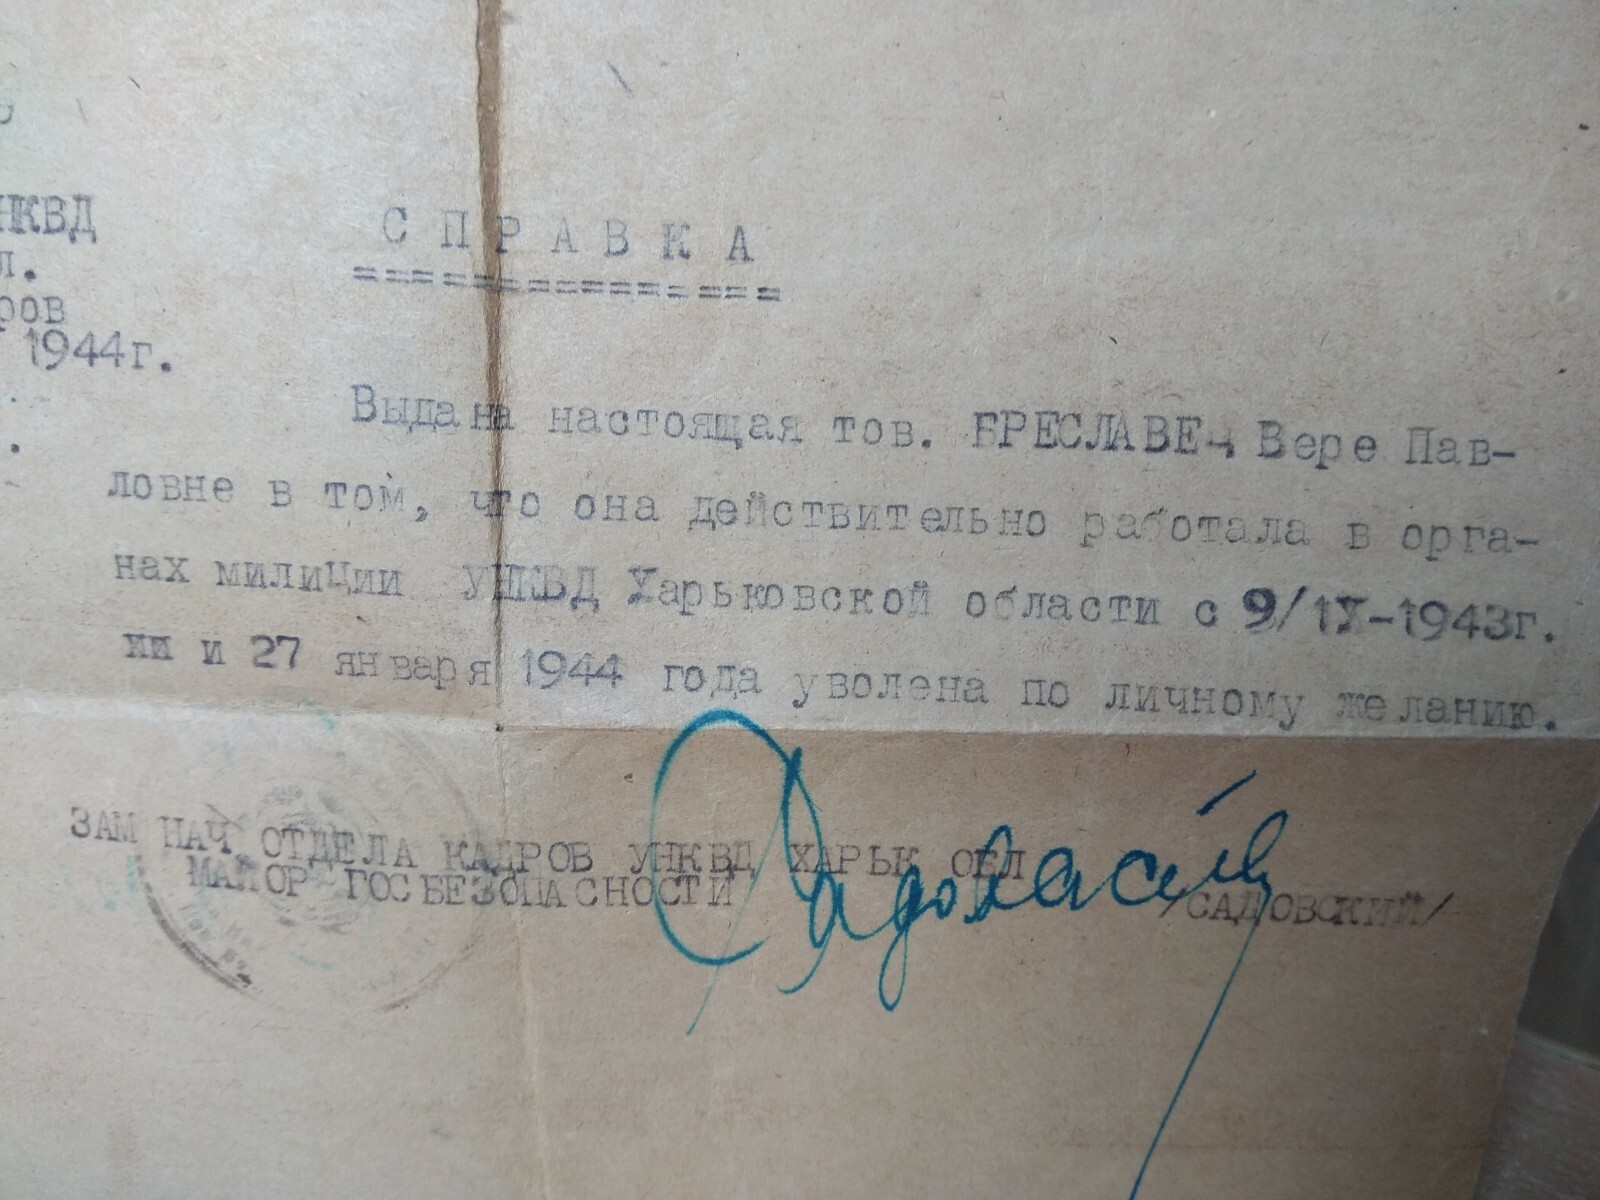 НКВД
С П Р А В К А
л.
ров
1944г.
Выдана настоящая тов. БРЕСЛАВЕЦ Вере Пав-
ловне в том, что она действительно работала в орга-
нах милиции УНКВД Харьковской области с 9/IX-1943г.
и 27 января 1944 года уволена по личному желанию.
ЗАМ НАЧ ОТДЕЛА КАДРОВ УНКВД ХАРЬК ОБЛ
МАЙОР ГОСБЕЗОПАСНОСТИ /САДОВСКИЙ/